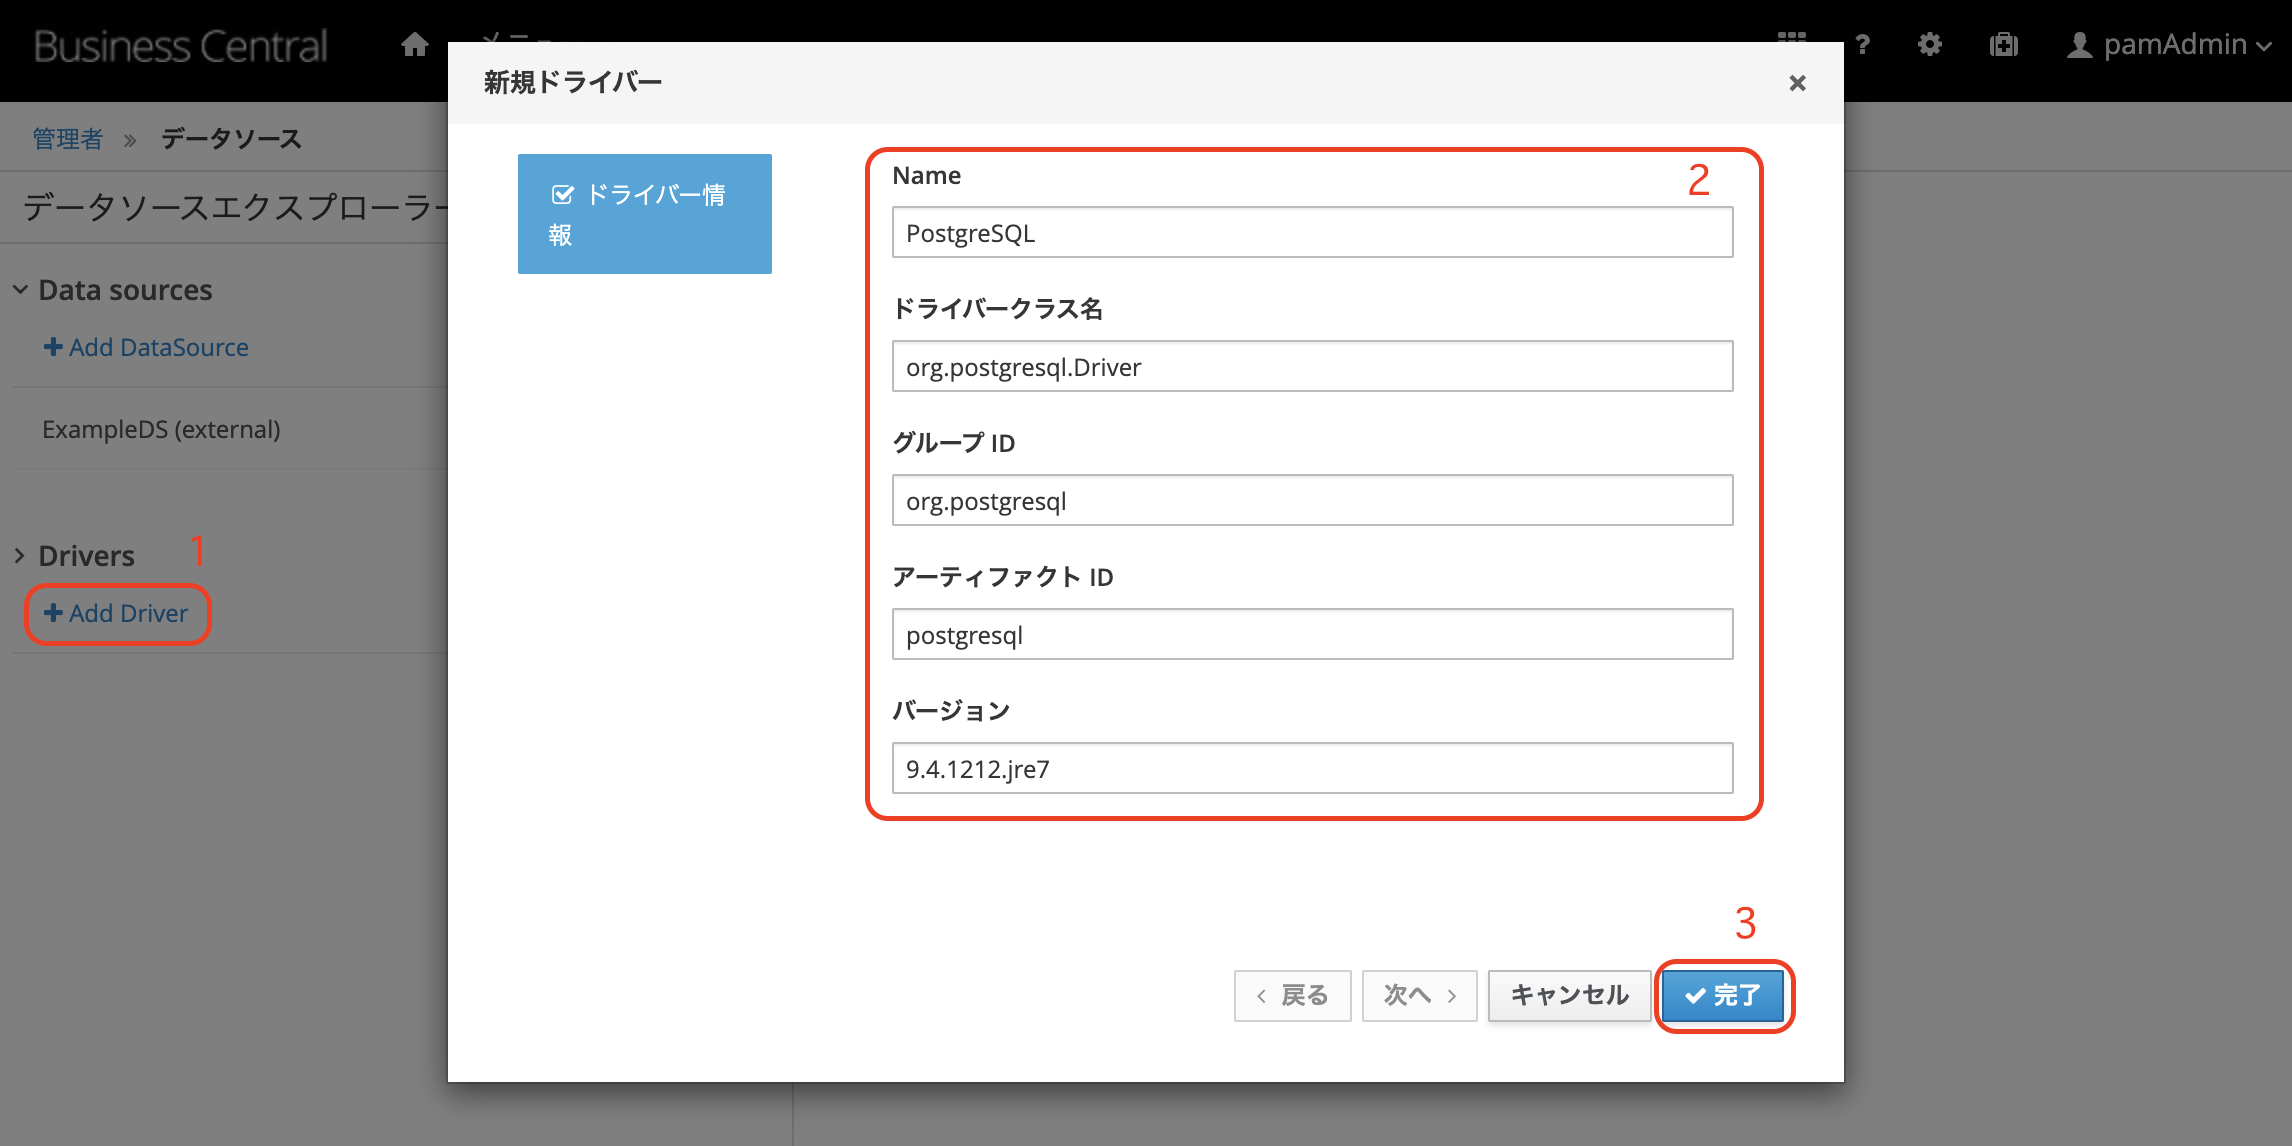 Business Central
メニュー
pamAdmin
管理者 » データソース
データソースエクスプローラー
Data sources
Add DataSource
ExampleDS (external)
Drivers
1
Add Driver
新規ドライバー
ドライバー情
報
2
Name
PostgreSQL
ドライバークラス名
org.postgresql.Driver
グループ ID
org.postgresql
アーティファクト ID
postgresql
バージョン
9.4.1212.jre7
3
戻る
次へ
キャンセル
完了